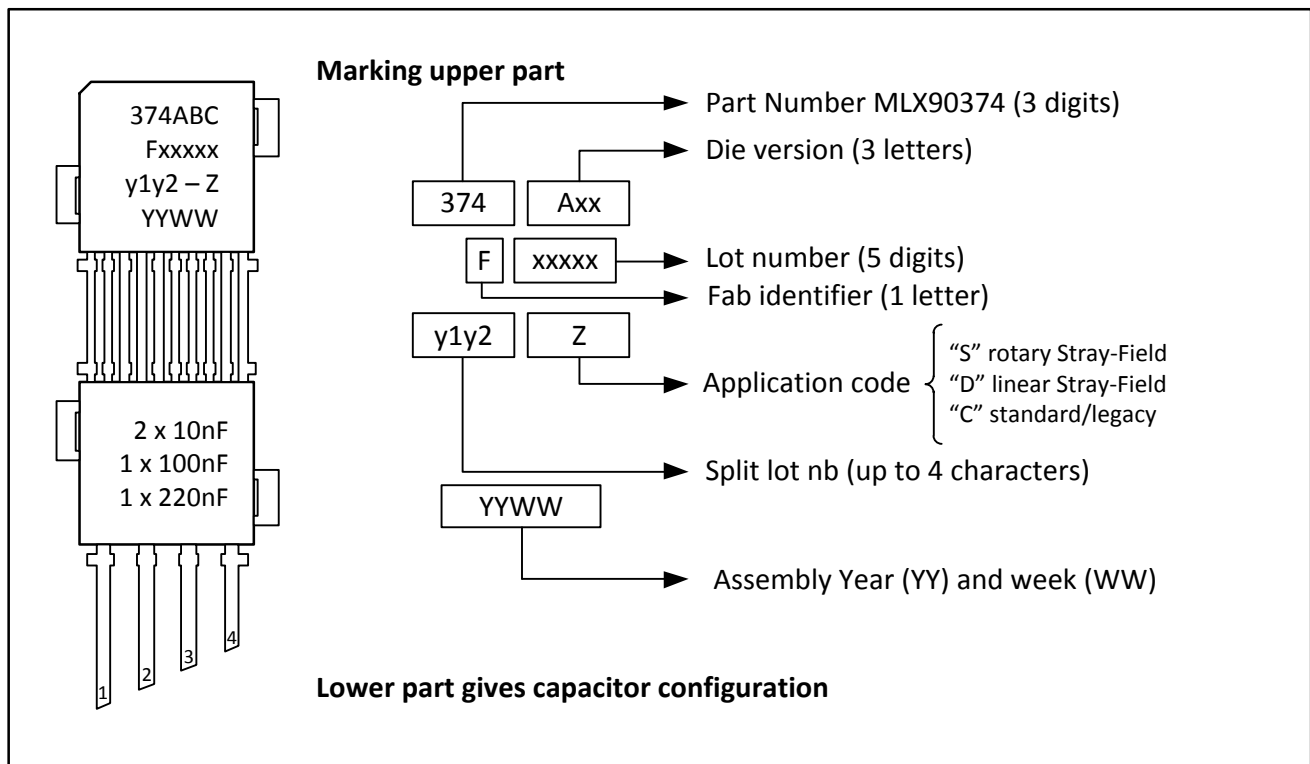 Marking upper part
374ABC
Fxxxxx
y1y2 – Z
YYWW
2 x 10nF
1 x 100nF
1 x 220nF
1
2
3
4
Part Number MLX90374 (3 digits)
Die version (3 letters)
374 Axx
F xxxxx
Lot number (5 digits)
Fab identifier (1 letter)
y1y2 Z
Application code
“S” rotary Stray-Field
“D” linear Stray-Field
“C” standard/legacy
Split lot nb (up to 4 characters)
YYWW
Assembly Year (YY) and week (WW)
Lower part gives capacitor configuration